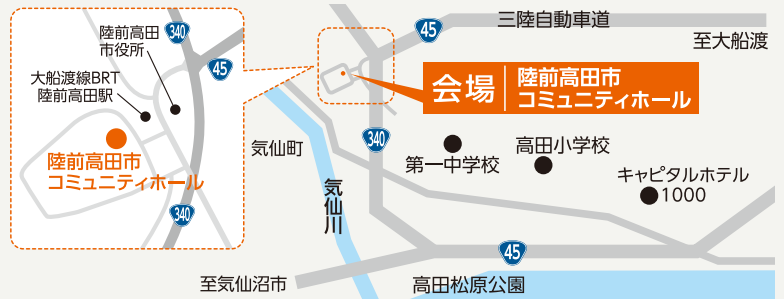 陸前高田
市役所
340
45
大船渡線BRT
陸前高田駅
陸前高田市
コミュニティホール
340
45
三陸自動車道
至大船渡
会場
陸前高田市
コミュニティホール
340
気仙町
第一中学校
高田小学校
キャピタルホテル
1000
気仙川
45
至気仙沼市
高田松原公園